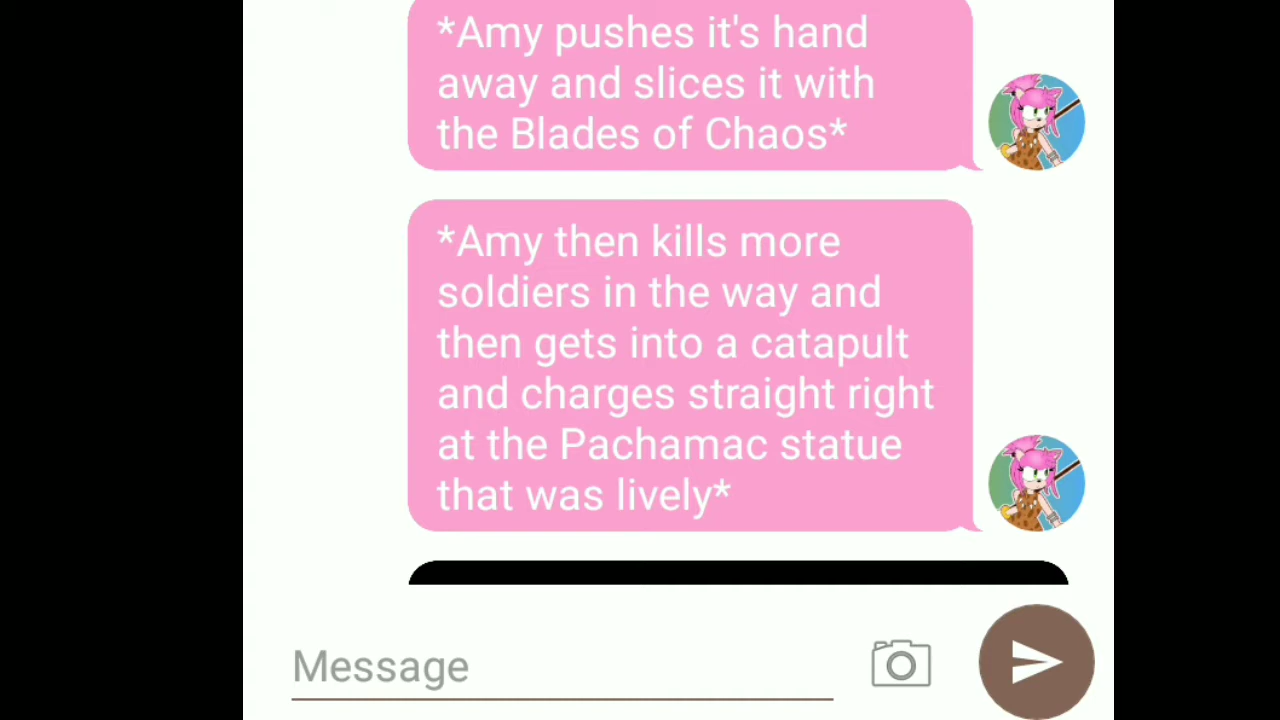 *Amy pushes it's hand
away and slices it with
the Blades of Chaos*
*Amy then kills more
soldiers in the way and
then gets into a catapult
and charges straight right
at the Pachamac statue
that was lively*
Message